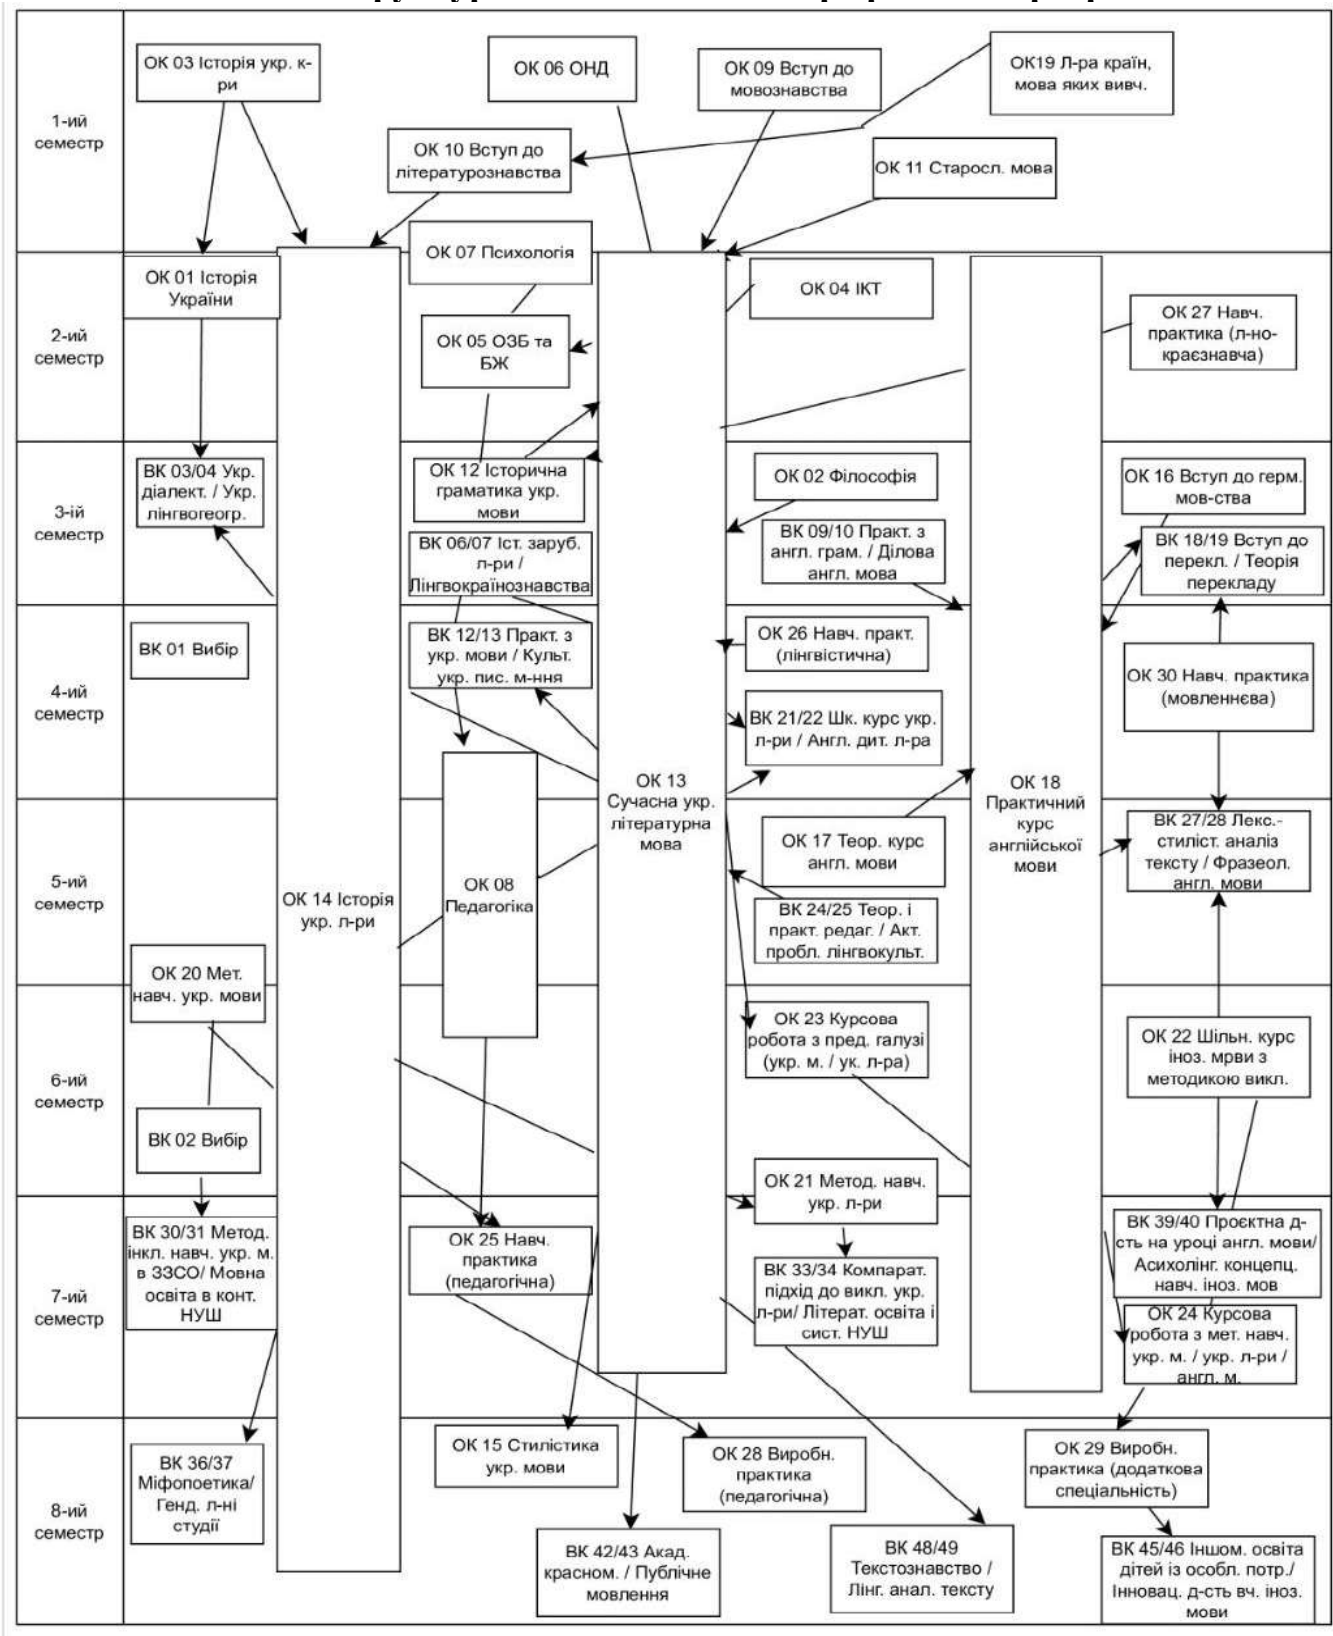 1-ий
семестр
ОК 03 Історія укр. к-
ри
ОК 06 ОНД
ОК 09 Вступ до
мовознавства
ОК19 Л-ра країн,
мова яких вивч.
ОК 10 Вступ до
літературознавства
ОК 11 Старосл. мова
2-ий
семестр
ОК 01 Історія
України
ОК 07 Психологія
ОК 04 ІКТ
ОК 05 ОЗБ та
БЖ
ОК 27 Навч.
практика (л-но-
краєзнавча)
3-ій
семестр
ВК 03/04 Укр.
діалект. / Укр.
лінгвогеогр.
ОК 12 Історична
граматика укр.
мови
ОК 02 Філософія
ОК 16 Вступ до герм.
мов-ства
ВК 06/07 Іст. заруб.
л-ри /
Лінгвокраїнознавства
ВК 09/10 Практ. з
англ. грам. / Ділова
англ. мова
ВК 18/19 Вступ до
перекл. / Теорія
перекладу
4-ий
семестр
ВК 01 Вибір
ВК 12/13 Практ. з
укр. мови / Культ.
укр. пис. м-ння
ОК 26 Навч. практ.
(лінгвістична)
ОК 30 Навч. практика
(мовленнєва)
ВК 21/22 Шк. курс укр.
л-ри / Англ. дит. л-ра
ОК 13
Сучасна укр.
літературна
мова
ОК 18
Практичний
курс
англійської
мови
5-ий
семестр
ОК 14 Історія
укр. л-ри
ОК 08
Педагогіка
ОК 17 Теор. курс
англ. мови
ВК 27/28 Лекс.-
стиліст. аналіз
тексту / Фразеол.
англ. мови
ВК 24/25 Теор. і
практ. редаг. / Акт.
пробл. лінгвокульт.
ОК 20 Мет.
навч. укр. мови
6-ий
семестр
ОК 23 Курсова
робота з пред. галузі
(укр. м. / ук. л-ра)
ОК 22 Шільн. курс
іноз. мрви з
методикою викл.
ВК 02 Вибір
ОК 21 Метод. навч.
укр. л-ри
7-ий
семестр
ВК 30/31 Метод.
інкл. навч. укр. м.
в ЗЗСО/ Мовна
освіта в конт.
НУШ
ОК 25 Навч.
практика
(педагогічна)
ВК 33/34 Компарат.
підхід до викл. укр.
л-ри/ Літерат. освіта і
сист. НУШ
ВК 39/40 Проєктна д-
сть на уроці англ. мови/
Асихолінг. концепц.
навч. іноз. мов
ОК 24 Курсова
робота з мет. навч.
укр. м. / укр. л-ри /
англ. м.
8-ий
семестр
ВК 36/37
Міфопоетика/
Генд. л-ні
студії
ОК 15 Стилістика
укр. мови
ОК 28 Виробн.
практика
(педагогічна)
ОК 29 Виробн.
практика (додаткова
спеціальність)
ВК 42/43 Акад.
красном. / Публічне
мовлення
ВК 48/49
Текстознавство /
Лінг. анал. тексту
ВК 45/46 Іншом. освіта
дітей із особл. потр./
Інновац. д-сть вч. іноз.
мови